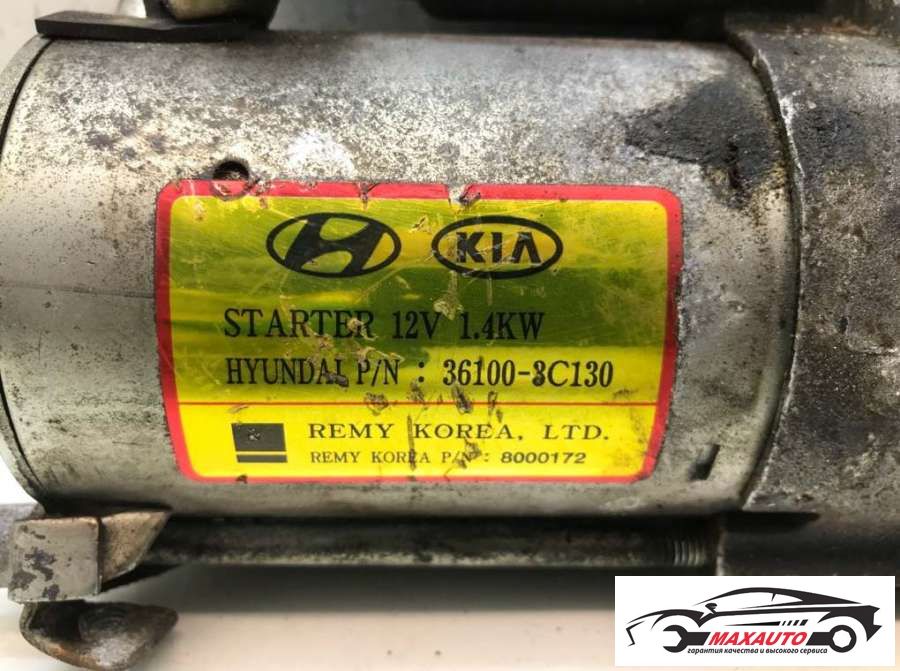 KIA
STARTER 12V 1.4KW
HYUNDAI P/N : 36100-3C130
REMY KOREA, LTD.
REMY KOREA P/N : 8000172
MAXAUTO
гарантия качества и высокого сервиса